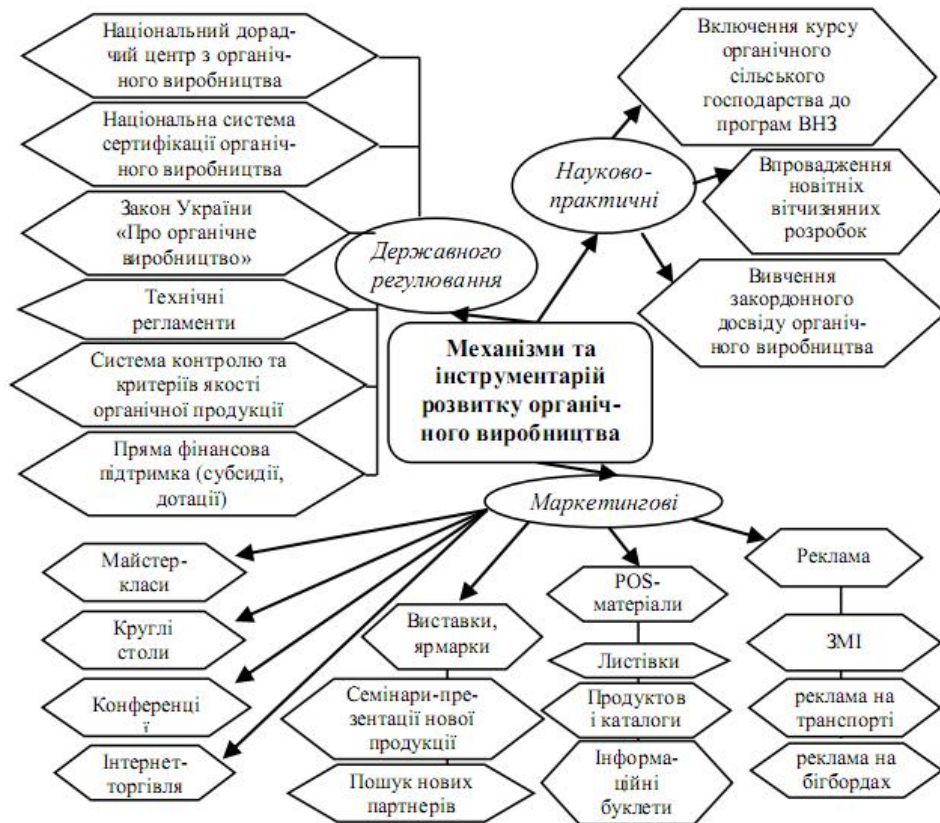 Національний дорад-
чий центр з органіч-
ного виробництва
Національна система
сертифікації органічного
виробництва
Закон України
«Про органічне
виробництво»
Технічні
регламенти
Система контролю та
критеріїв якості
органічної продукції
Пряма фінансова
підтримка (субсидії,
дотації)
Державного
регулювання
Науково-
практичні
Включення курсу
органічного
сільського
господарства до
програм ВНЗ
Впровадження
новітніх
вітчизняних
розробок
Вивчення
закордонного
досвіду органіч-
ного виробництва
Механізми та
інструментарій
розвитку органіч-
ного виробництва
Маркетингові
Майстер-
класи
Круглі
столи
Конференці
ї
Інтернет-
торгівля
Виставки,
ярмарки
Семінари-пре-
зентації нової
продукції
Пошук нових
партнерів
POS-
матеріали
Листівки
Продуктов
і каталоги
Інформа-
ційні
буклети
Реклама
ЗМІ
реклама на
транспорті
реклама на
бігбордах